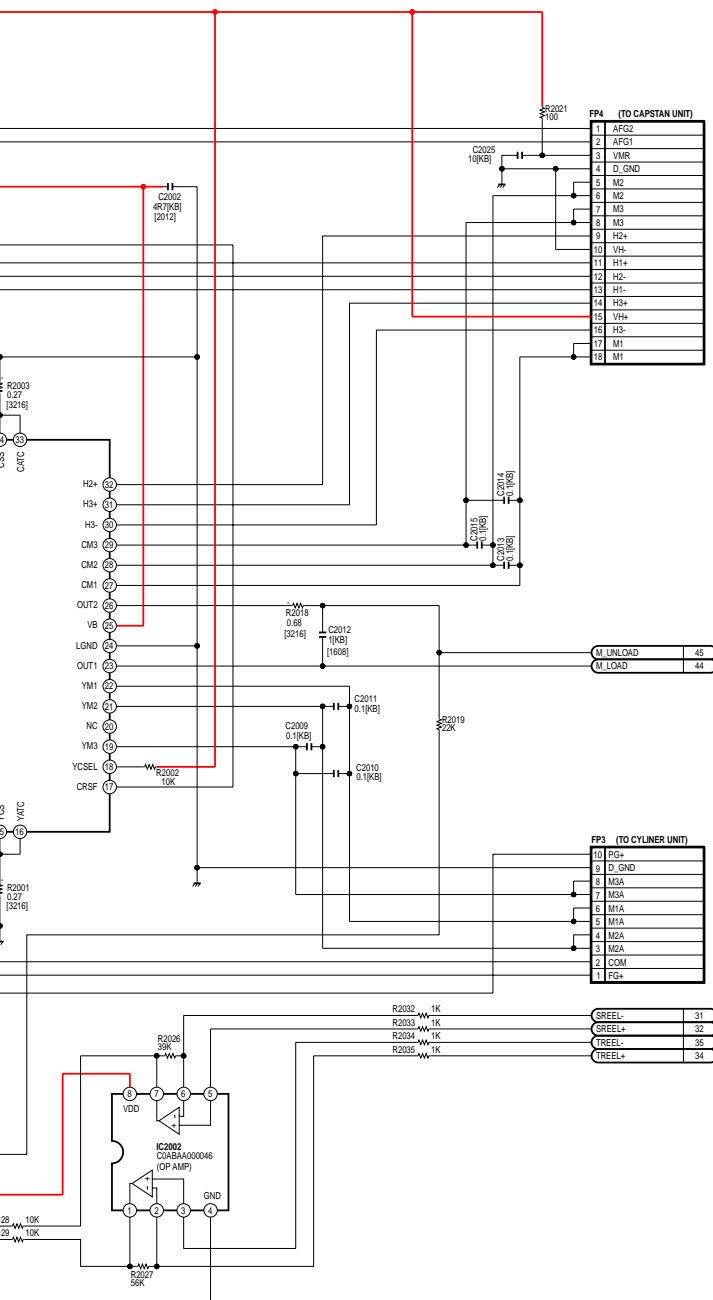 R2021
100
FP4 (TO CAPSTAN UNIT)
1 AFG2
2 AFG1
3 VMR
4 D_GND
5 M2
6 M2
7 M3
8 M3
9 H2+
10 VH-
11 H1+
12 H2-
13 H1-
14 H3+
15 VH+
16 H3-
17 M1
18 M1
C2025
10[KB]
C2002
4R7[KB]
[2012]
R2003
0.27
[3216]
33
CSS
CATC
H2+ 32
H3+ 31
H3- 30
CM3 29
CM2 28
CM1 27
OUT2 26
VB 25
LGND 24
OUT1 23
YM1 22
YM2 21
NC 20
YM3 19
YCSEL 18
CRSF 17
C2014
0.1[KB]
C2015
0.1[KB]
C2013
0.1[KB]
R2018
0.68
[3216]
C2012
1[KB]
[1608]
M_UNLOAD 45
M_LOAD 44
C2011
0.1[KB]
C2009
0.1[KB]
C2010
0.1[KB]
R2019
22K
R2002
10K
YATC
16
R2001
0.27
[3216]
FP3 (TO CYLINER UNIT)
10 PG+
9 D_GND
8 M3A
7 M3A
6 M1A
5 M1A
4 M2A
3 M2A
2 COM
1 FG+
R2032 1K
R2033 1K
R2034 1K
R2035 1K
SREEL- 31
SREEL+ 32
TREEL- 35
TREEL+ 34
R2026
39K
8 7 6 5
VDD
- +
IC2002
C0ABAA000046
(OP AMP)
+ -
GND
1 2 3 4
28 10K
29 10K
R2027
56K